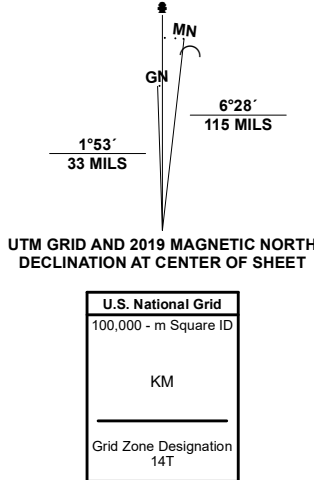 MN
GN
6°28´
115 MILS
1°53´
33 MILS
UTM GRID AND 2019 MAGNETIC NORTH
DECLINATION AT CENTER OF SHEET
U.S. National Grid
100,000 - m Square ID
KM
Grid Zone Designation
14T